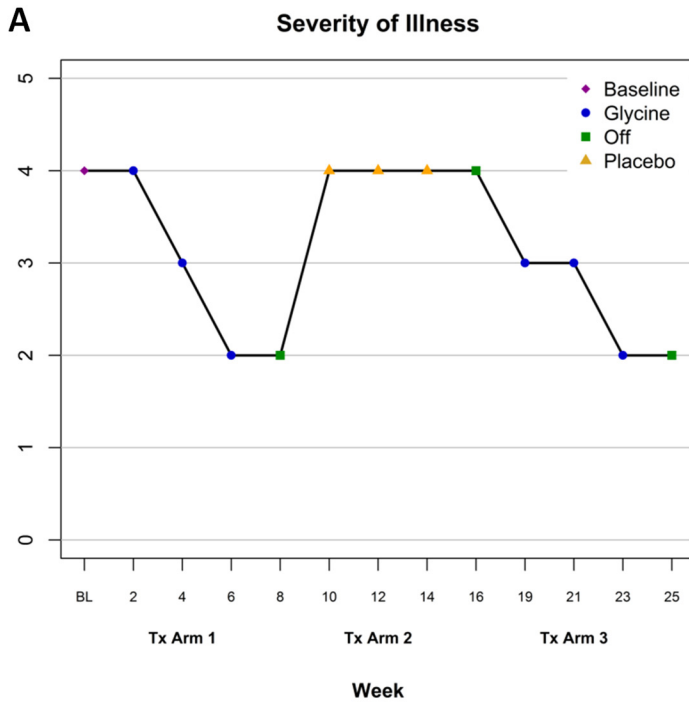 A
Severity of Illness
Baseline
Glycine
Off
Placebo
5
4
3
2
1
0
BL 2 4 6 8 10 12 14 16 19 21 23 25
Tx Arm 1 Tx Arm 2 Tx Arm 3
Week